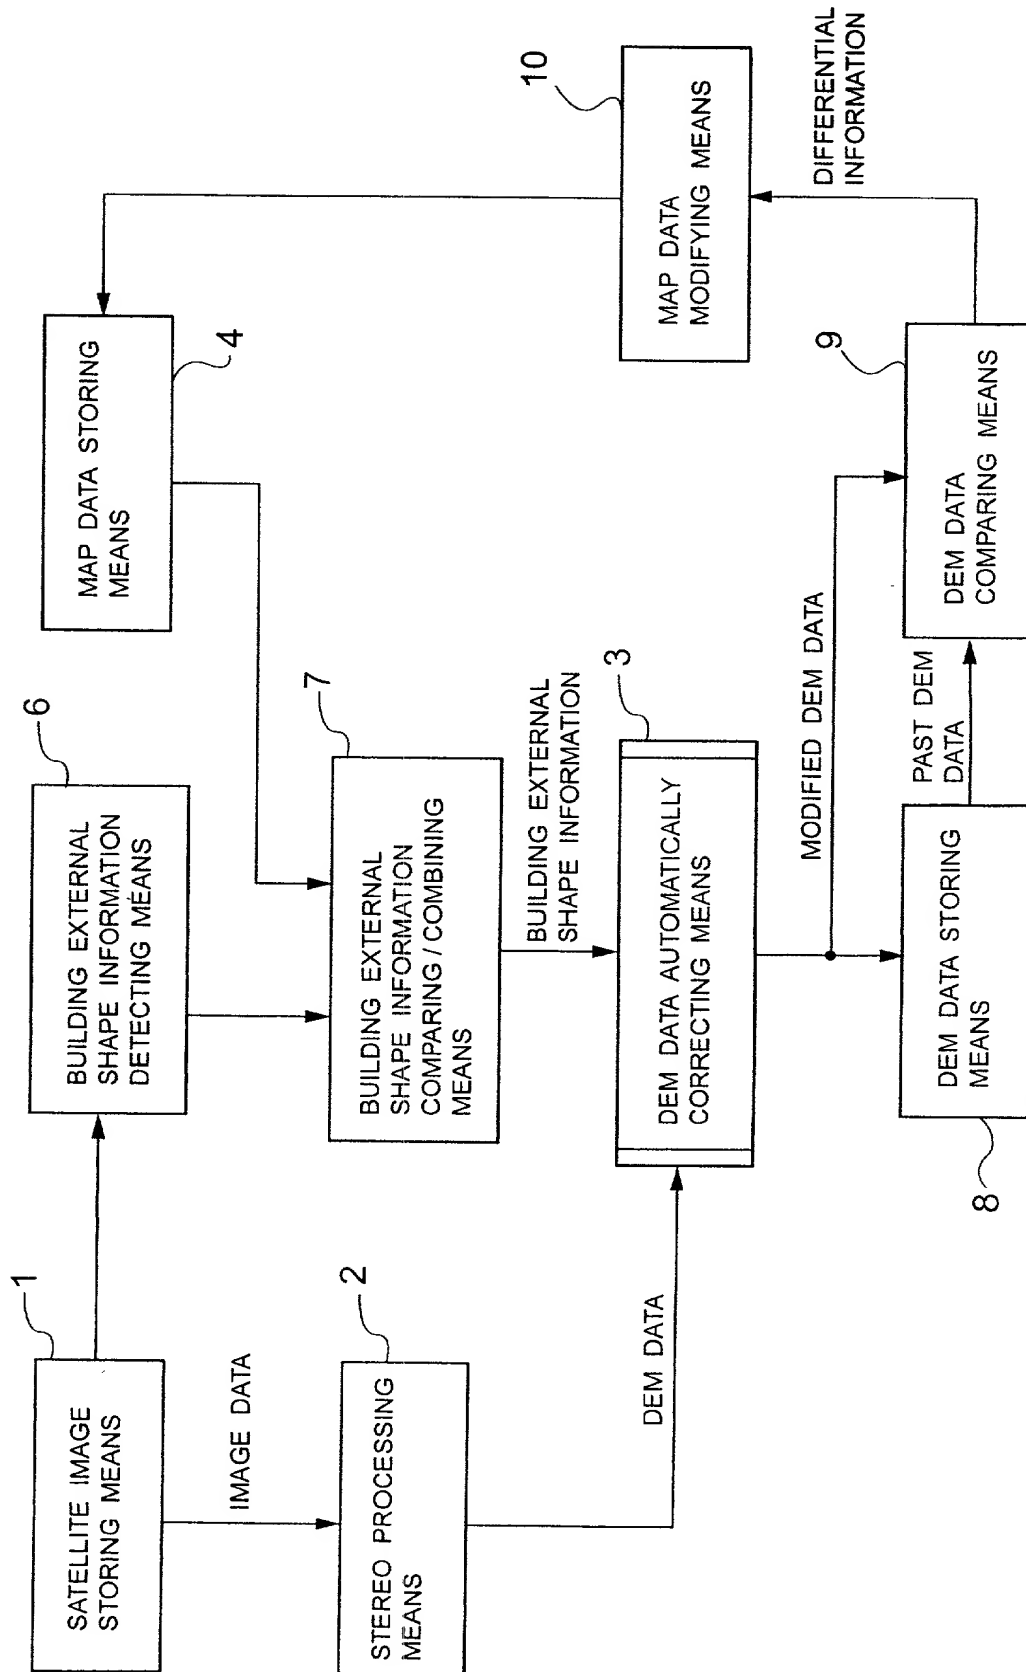 1
SATELLITE IMAGE
STORING MEANS
6
BUILDING EXTERNAL
SHAPE INFORMATION
DETECTING MEANS
4
MAP DATA STORING
MEANS
IMAGE DATA
2
STEREO PROCESSING
MEANS
7
BUILDING EXTERNAL
SHAPE INFORMATION
COMPARING / COMBINING
MEANS
BUILDING EXTERNAL
SHAPE INFORMATION
10
MAP DATA
MODIFYING MEANS
DEM DATA
3
DEM DATA AUTOMATICALLY
CORRECTING MEANS
MODIFIED DEM DATA
DIFFERENTIAL
INFORMATION
8
DEM DATA STORING
MEANS
PAST DEM
DATA
9
DEM DATA
COMPARING MEANS